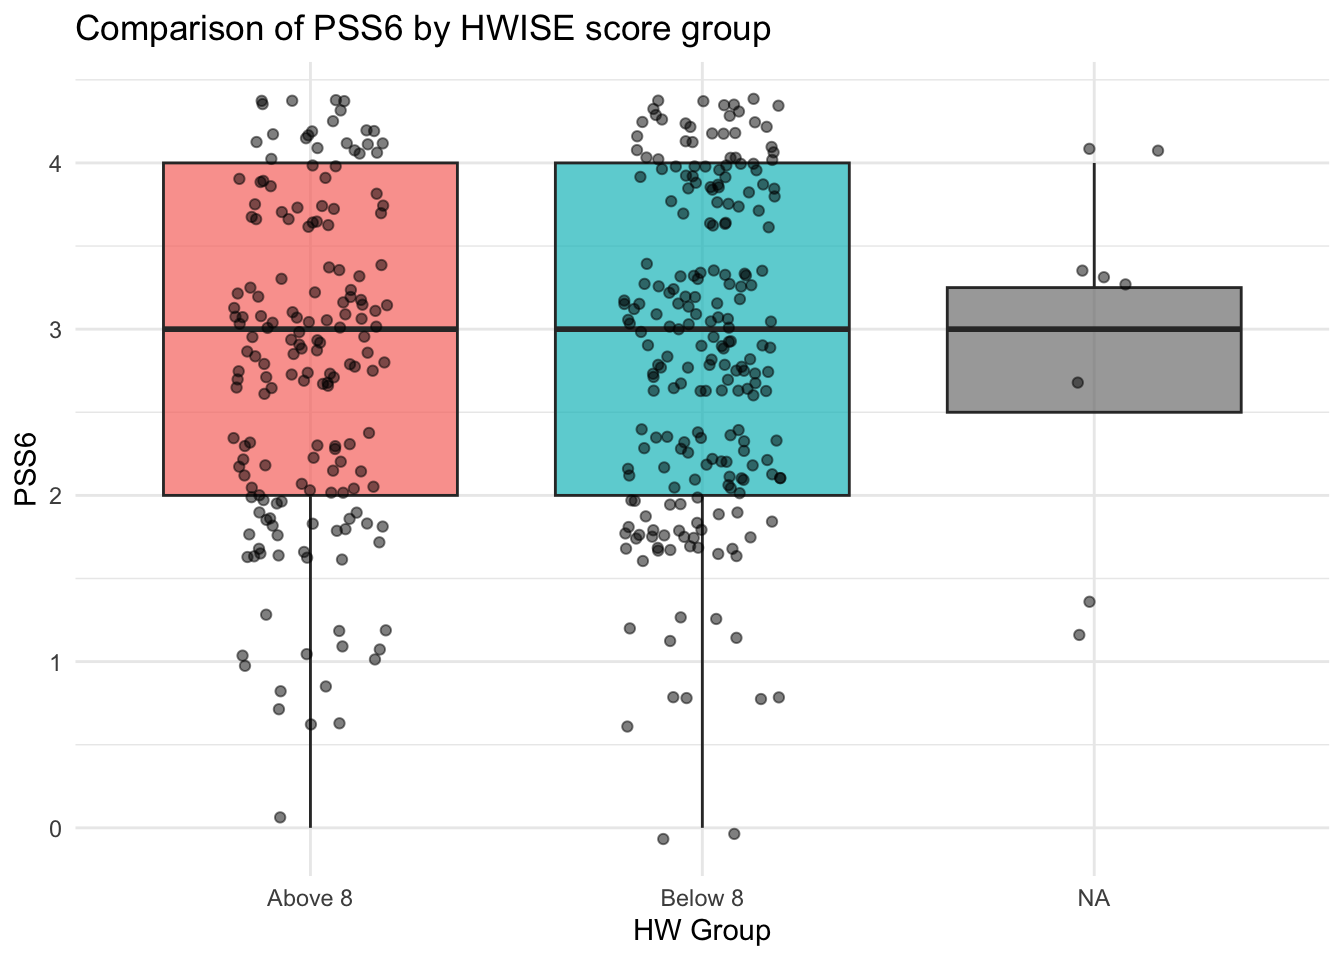 Comparison of PSS6 by HWISE score group
PSS6
4
3
2
1
0
Above 8
Below 8
NA
HW Group